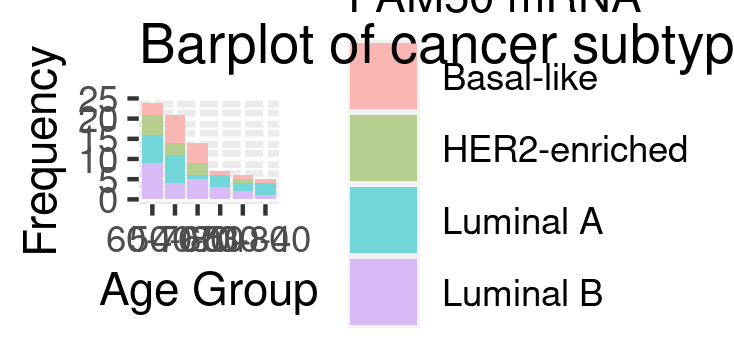 PAM50 mRNA
Barplot of cancer subtyp
Basal-like
HER2-enriched
Luminal A
Luminal B
Frequency
25
20
15
10
5
0
Age Group